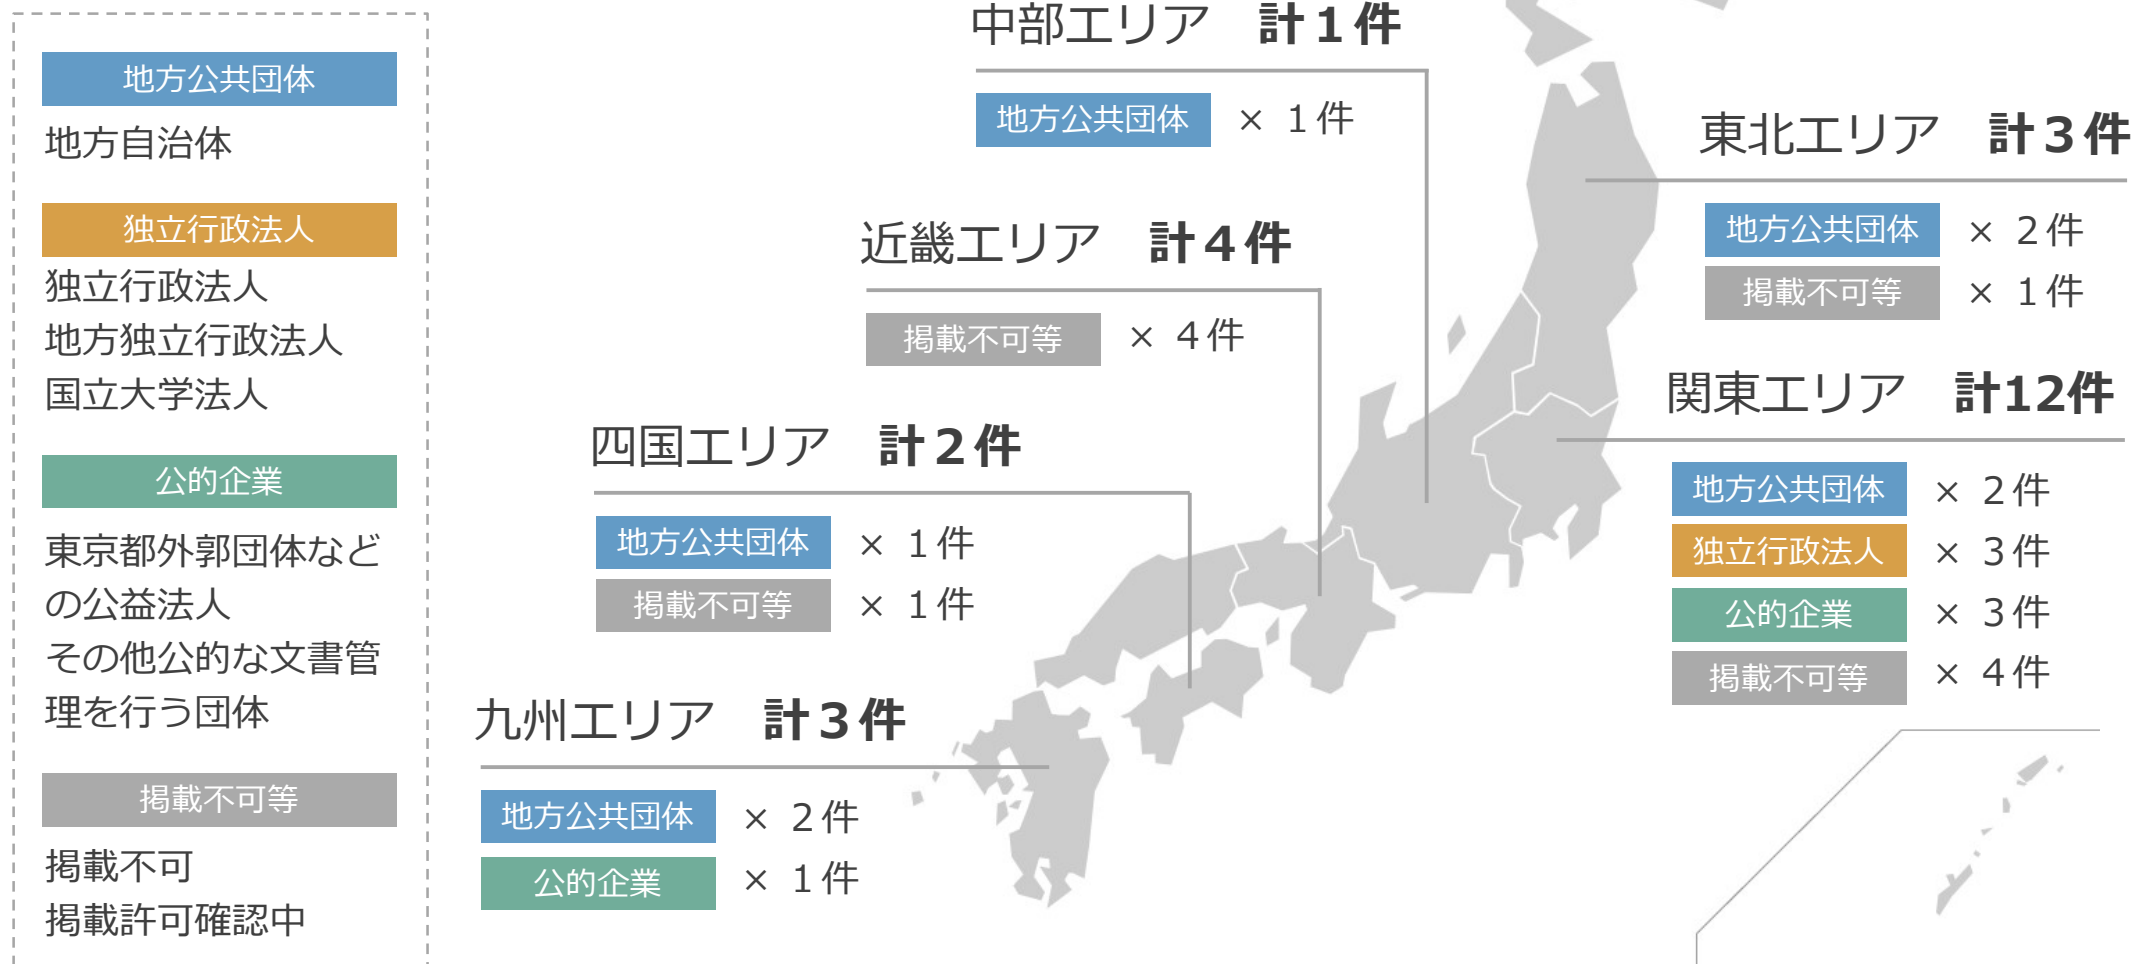 地方公共団体
地方自治体
独立行政法人
独立行政法人
地方独立行政法人
国立大学法人
公的企業
東京都外郭団体など
の公益法人
その他公的な文書管
理を行う団体
掲載不可等
掲載不可
掲載許可確認中
中部エリア　計１件
地方公共団体 × １件
近畿エリア　計４件
掲載不可等 × ４件
四国エリア　計２件
地方公共団体 × １件
掲載不可等 × １件
九州エリア　計３件
地方公共団体 × ２件
公的企業 × １件
東北エリア　計３件
地方公共団体 × ２件
掲載不可等 × １件
関東エリア　計12件
地方公共団体 × ２件
独立行政法人 × ３件
公的企業 × ３件
掲載不可等 × ４件